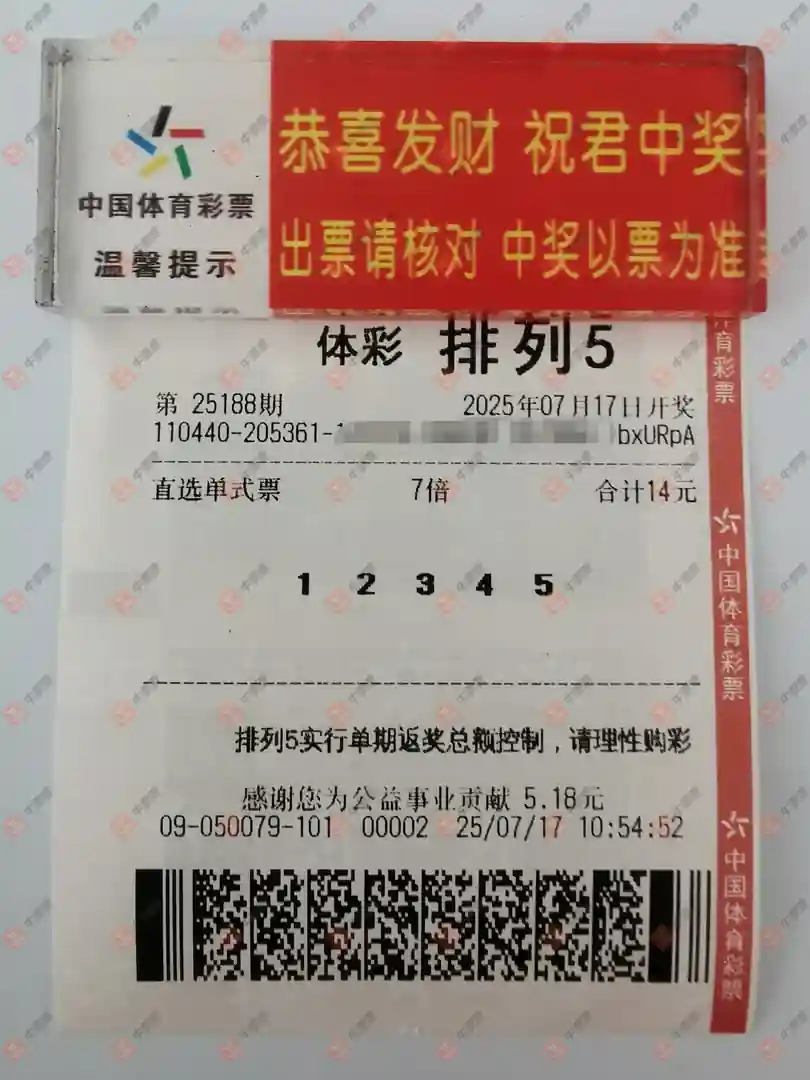 中国体育彩票
温馨提示
恭喜发财 祝君中奖
出票请核对 中奖以票为准
体彩 排列5
第 25188期 2025年07月17日开奖
110440-205361- bxURpA
直选单式票 7倍 合计14元
1 2 3 4 5
排列5实行单期返奖总额控制，请理性购彩
感谢您为公益事业贡献 5.18元
09-050079-101 00002 25/07/17 10:54:52
育彩票
中国体育彩票
中国体育彩票